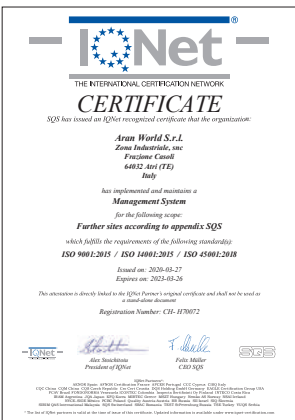 IQNet
®
THE INTERNATIONAL CERTIFICATION NETWORK
CERTIFICATE
SQS has issued an IQNet recognized certificate that the organization:
Aran World S.r.l.
Zona Industriale, snc
Frazione Casoli
64032 Atri (TE)
Italy
has implemented and maintains a
Management System
for the following scope:
Further sites according to appendix SQS
which fulfills the requirements of the following standard(s):
ISO 9001:2015 / ISO 14001:2015 / ISO 45001:2018
Issued on: 2020-03-27
Expires on: 2023-03-26
This attestation is directly linked to the IQNet Partner's original certificate and shall not be used as
a stand-alone document
Registration Number: CH- H70072
IQNet
Alex Stoichitoiu
President of IQNet
Felix Müller
CEO SQS
SQS
IQNet Partners*: